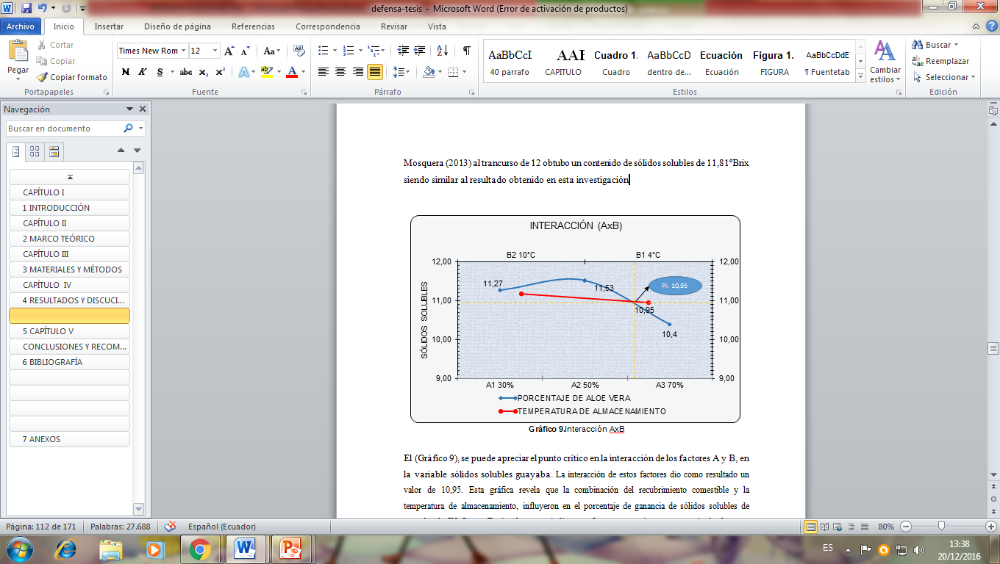 defensa-tesis - Microsoft Word (Error de activación de productos)
Archivo Inicio Insertar Diseño de página Referencias Correspondencia Revisar Vista
Pegar
Cortar
Copiar
Copiar formato
Portapapeles
Times New Rom 12
Fuente
Párrafo
AaBbCcI 40 parrafo
AAI CAPITULO
Cuadro 1. Cuadro
AaBbCcD dentro de...
Ecuación Ecuación
Figura 1. FIGURA
AaBbCcDdE ¶ Fuentetab
Cambiar estilos
Estilos
Buscar
Reemplazar
Seleccionar
Edición
Navegación
Buscar en documento
CAPÍTULO I
1 INTRODUCCIÓN
CAPÍTULO II
2 MARCO TEÓRICO
CAPÍTULO III
3 MATERIALES Y MÉTODOS
CAPÍTULO IV
4 RESULTADOS Y DISCUCI...
5 CAPÍTULO V
CONCLUSIONES Y RECOM...
6 BIBLIOGRAFÍA
7 ANEXOS
Mosquera (2013) al trancurso de 12 obtubo un contenido de sólidos solubles de 11,81°Brix
siendo similar al resultado obtenido en esta investigación
INTERACCIÓN (AxB)
B2 10°C B1 4°C
12,00 12,00
11,00 11,00
10,00 10,00
9,00 9,00
SÓLIDOS SOLUBLES
11,27
11,53
PI: 10,95
10,95
10,4
A1 30% A2 50% A3 70%
PORCENTAJE DE ALOE VERA
TEMPERATURA DE ALMACENAMIENTO
Gráfico 9.Interacción AxB
El (Gráfico 9), se puede apreciar el punto crítico en la interacción de los factores A y B, en
la variable sólidos solubles guayaba. La interacción de estos factores dio como resultado un
valor de 10,95. Esta gráfica revela que la combinación del recubrimiento comestible y la
temperatura de almacenamiento, influyeron en el porcentaje de ganancia de sólidos solubles de
Página: 112 de 171 Palabras: 27.688 Español (Ecuador) 80%
ES 13:38
20/12/2016